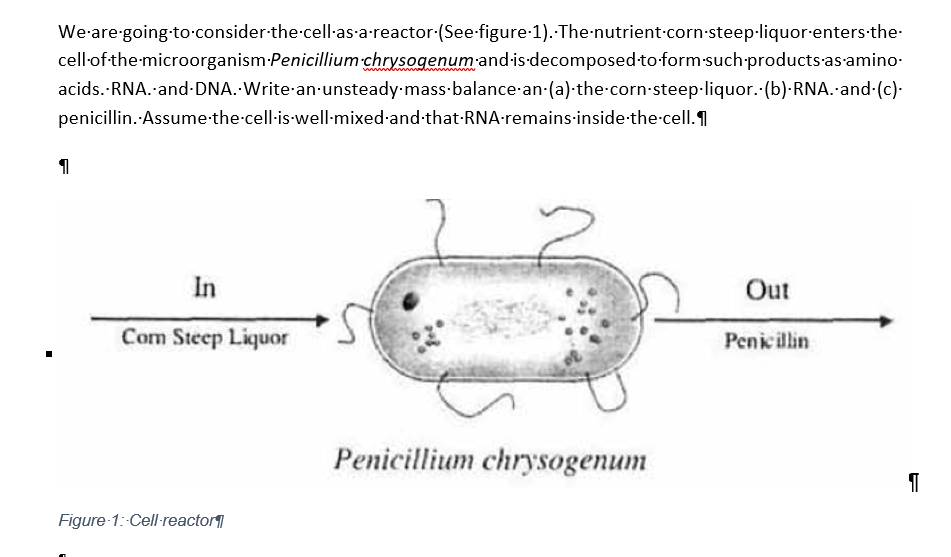 We are going to consider the cell as a reactor (See figure 1). The nutrient corn steep liquor enters the
cell of the microorganism Penicillium chrysogenum and is decomposed to form such products as amino
acids. RNA. and DNA. Write an unsteady mass balance an (a) the corn steep liquor. (b) RNA. and (c)
penicillin. Assume the cell is well mixed and that RNA remains inside the cell.¶
¶
In
Out
Corn Steep Liquor
Penicillin
Penicillium chrysogenum
¶
Figure 1: Cell reactor¶